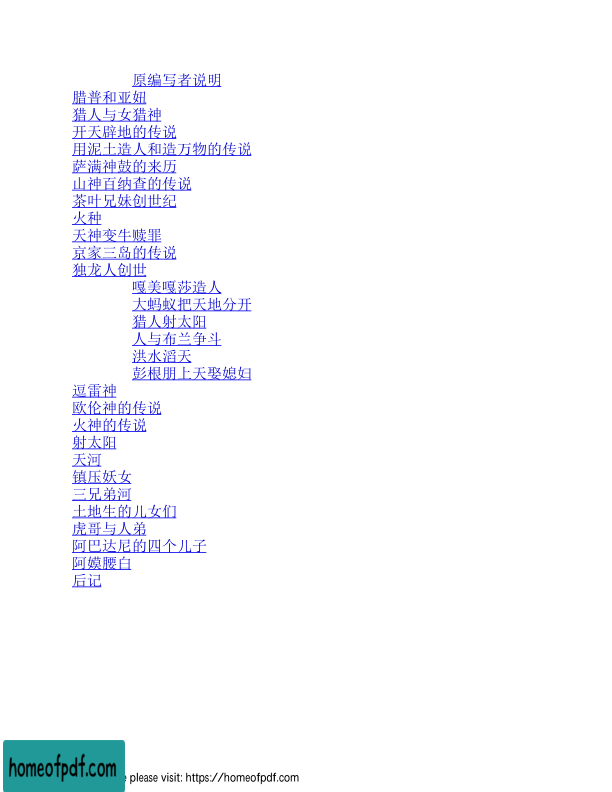 原编写者说明
腊普和亚妞
猎人与女猎神
开天辟地的传说
用泥土造人和造万物的传说
萨满神鼓的来历
山神百纳查的传说
茶叶兄妹创世纪
火种
天神变牛赎罪
京家三岛的传说
独龙人创世
嘎美嘎莎造人
大蚂蚁把天地分开
猎人射太阳
人与布兰争斗
洪水滔天
彭根朋上天娶媳妇
逗雷神
欧伦神的传说
火神的传说
射太阳
天河
镇压妖女
三兄弟河
土地生的儿女们
虎哥与人弟
阿巴达尼的四个儿子
阿嫫腰白
后记
homeofpdf.com
please visit: https://homeofpdf.com